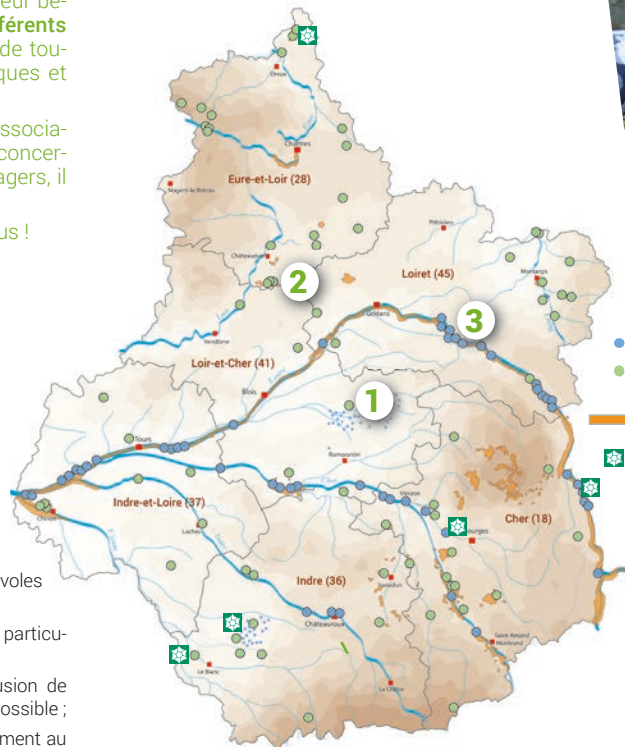 eur bé-
férents
de tou-
ques et
associa-
concer-
agers, il
us !
Dreux
Chartres
Eure-et-Loir (28)
Nogent-le-Rotrou
Pithiviers
Châteaudun
Loiret (45)
Montargis
2
Orléans
3
Vendôme
Loir-et-Cher (41)
Blois
1
Tours
Romorantin
Vierzon
Indre-et-Loire (37)
Cher (18)
Chinon
Loches
Bourges
Indre (36)
Issoudun
voles
Châteauroux
Saint Amand
Montrond
particu-
Le Blanc
La Châtre
usion de
ossible ;
ment au